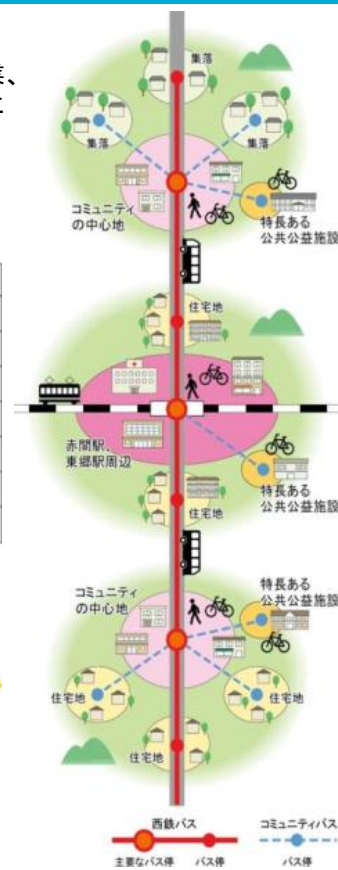 集落
集落
集落
コミュニティ
の中心地
特長ある
公共公益施設
住宅地
赤間駅、
東郷駅周辺
特長ある
公共公益施設
住宅地
コミュニティ
の中心地
特長ある
公共公益施設
住宅地
住宅地
住宅地
西鉄バス
コミュニティバス
主要なバス停
バス停
バス停